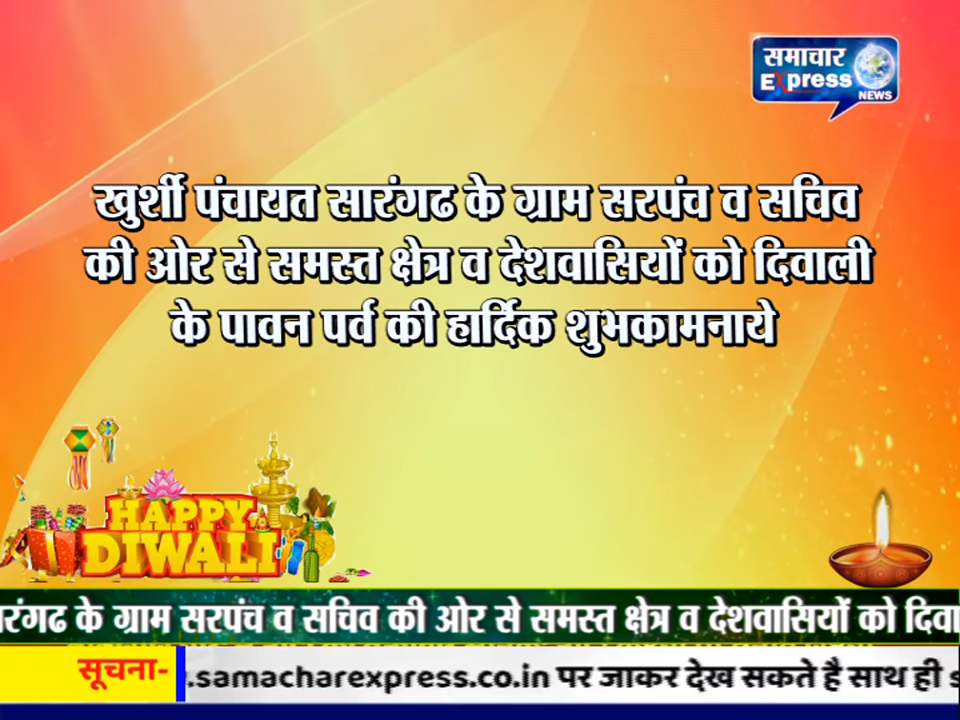 समाचार
Express
NEWS
खुर्शी पंचायत सारंगढ के ग्राम सरपंच व सचिव
की ओर से समस्त क्षेत्र व देशवासियों को दिवाली
के पावन पर्व की हार्दिक शुभकामनाये
HAPPY
DIWALI
रंगढ के ग्राम सरपंच व सचिव की ओर से समस्त क्षेत्र व देशवासियों को दिवा
सूचना- .samacharexpress.co.in पर जाकर देख सकते है साथ ही s